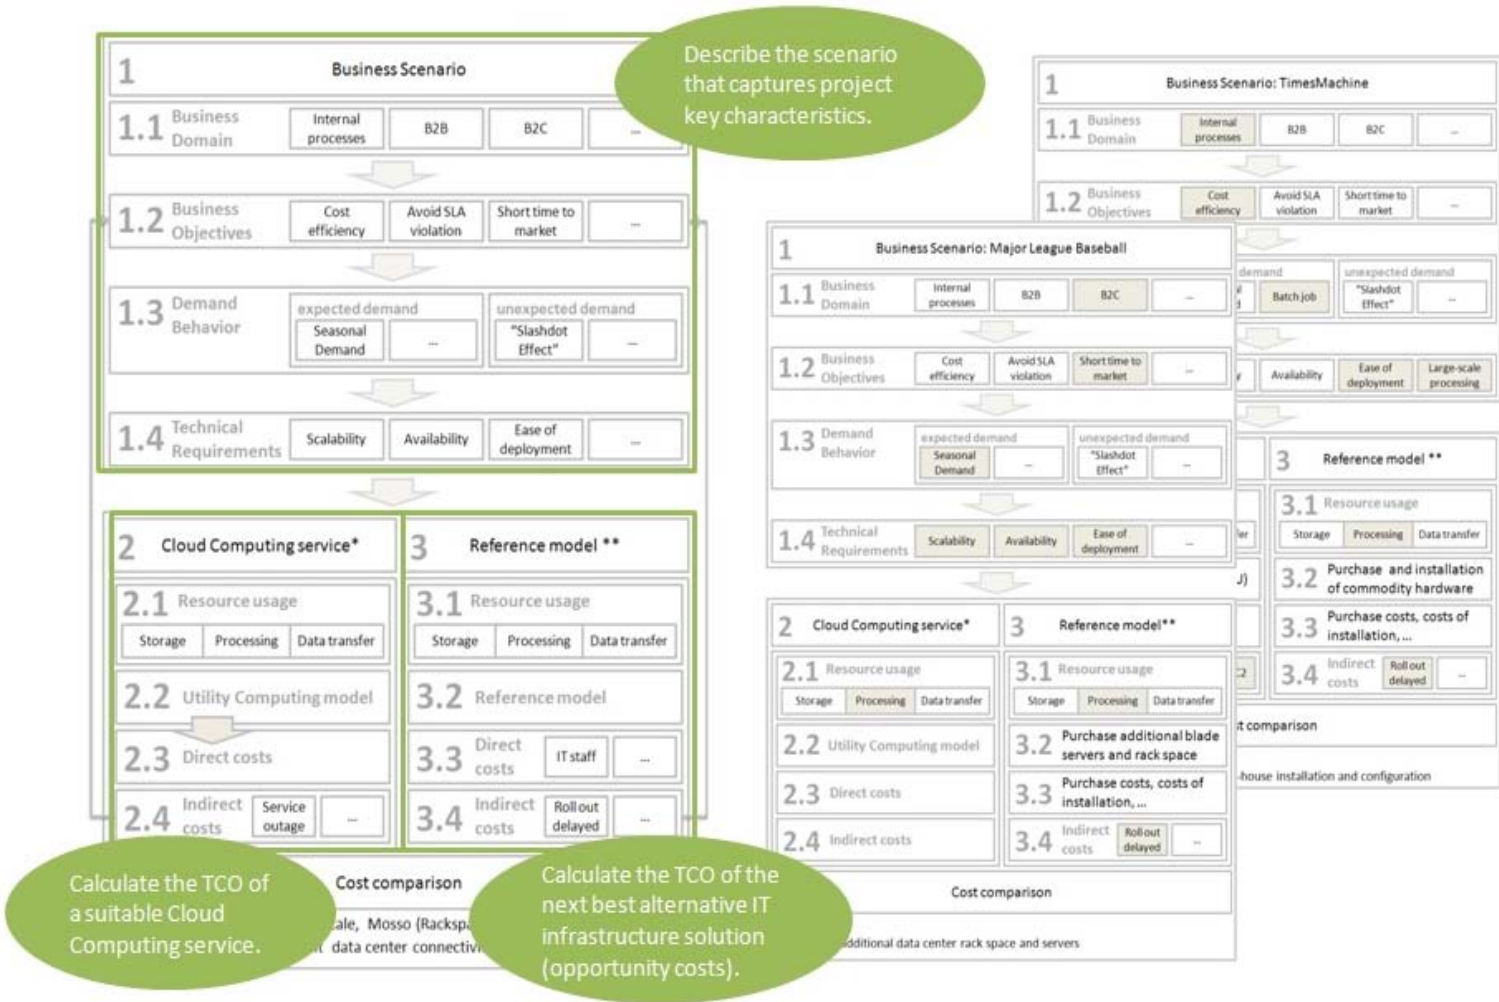 Describe the scenario
that captures project
key characteristics.
1 Business Scenario
1.1 Business
Domain
Internal
processes
B2B
B2C
...
1.2 Business
Objectives
Cost
efficiency
Avoid SLA
violation
Short time to
market
...
1.3 Demand
Behavior
expected demand
Seasonal
Demand
...
unexpected demand
"Slashdot
Effect"
...
1.4 Technical
Requirements
Scalability
Availability
Ease of
deployment
...
2 Cloud Computing service*
2.1 Resource usage
Storage Processing Data transfer
2.2 Utility Computing model
2.3 Direct costs
2.4 Indirect
costs
Service
outage
...
3 Reference model **
3.1 Resource usage
Storage Processing Data transfer
3.2 Reference model
3.3 Direct
costs
IT staff
...
3.4 Indirect
costs
Roll out
delayed
...
Cost comparison
Mosso
data center
Calculate the TCO of
a suitable Cloud
Computing service.
Calculate the TCO of the
next best alternative IT
infrastructure solution
(opportunity costs).
1 Business Scenario: Major League Baseball
1.1 Business
Domain
Internal
processes
B2B
B2C
...
1.2 Business
Objectives
Cost
efficiency
Avoid SLA
violation
Short time to
market
...
1.3 Demand
Behavior
expected demand
Seasonal
Demand
...
unexpected demand
"Slashdot
Effect"
...
1.4 Technical
Requirements
Scalability
Availability
Ease of
deployment
...
2 Cloud Computing service*
2.1 Resource usage
Storage Processing Data transfer
2.2 Utility Computing model
2.3 Direct costs
2.4 Indirect costs
3 Reference model**
3.1 Resource usage
Storage Processing Data transfer
3.2 Purchase additional blade
servers and rack space
3.3 Purchase costs, costs of
installation, ...
3.4 Indirect
costs
Roll out
delayed
...
Cost comparison
additional data center rack space and servers
1 Business Scenario: TimesMachine
1.1 Business
Domain
Internal
processes
B2B
B2C
...
1.2 Business
Objectives
Cost
efficiency
Avoid SLA
violation
Short time to
market
...
demand
Batch job
unexpected demand
"Slashdot
Effect"
...
Availability
Ease of
deployment
Large-scale
processing
3 Reference model **
3.1 Resource usage
Storage Processing Data transfer
3.2 Purchase and installation
of commodity hardware
3.3 Purchase costs, costs of
installation, ...
3.4 Indirect
costs
Roll out
delayed
...
comparison
-house installation and configuration